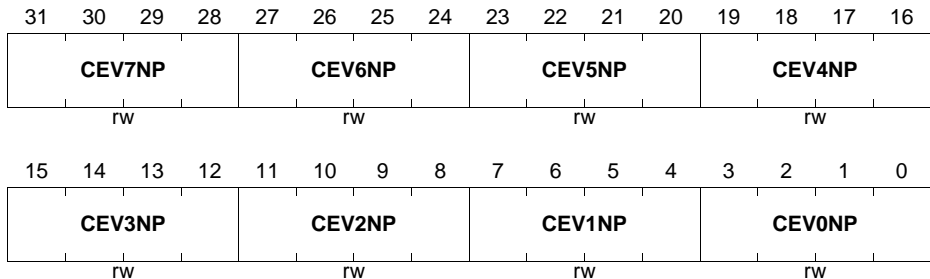 31 30 29 28 27 26 25 24 23 22 21 20 19 18 17 16
CEV7NP CEV6NP CEV5NP CEV4NP
rw rw rw rw
15 14 13 12 11 10 9 8 7 6 5 4 3 2 1 0
CEV3NP CEV2NP CEV1NP CEV0NP
rw rw rw rw